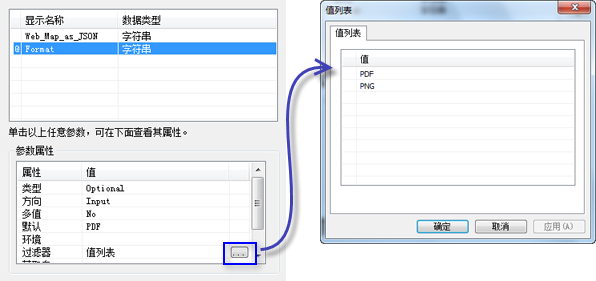 显示名称 数据类型
Web_Map_as_JSON 字符串
@ Format 字符串
单击以上任意参数，可在下面查看其属性。
参数属性
属性 值
类型 Optional
方向 Input
多值 No
默认 PDF
环境
过滤器 值列表 ...
值列表
值列表
值
PDF
PNG
确定 取消 应用(A)